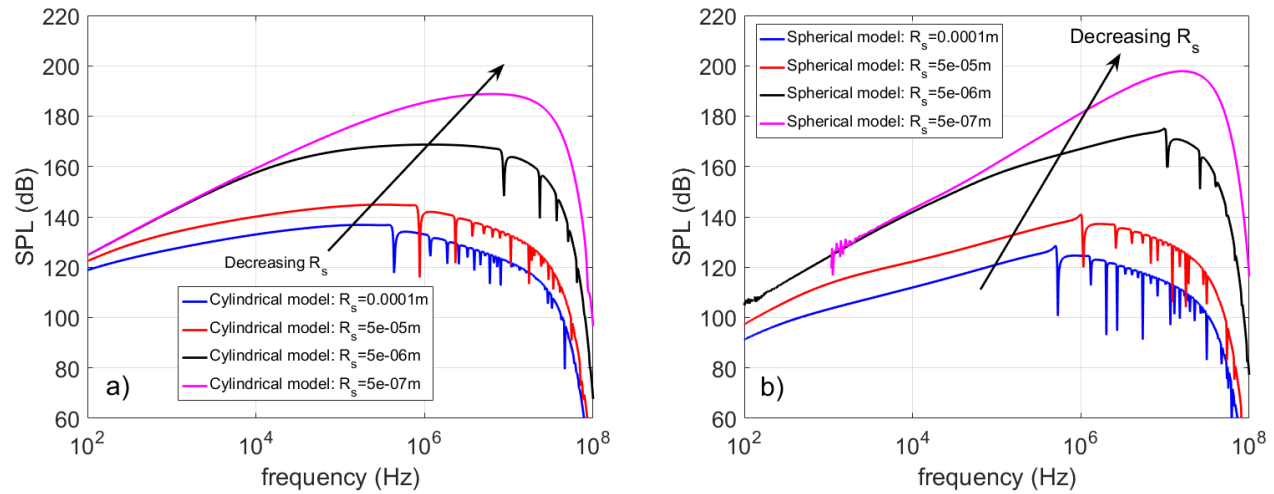 220
200
180
160
140
120
100
80
60
SPL (dB)
Decreasing R_s
Cylindrical model: R_s=0.0001m
Cylindrical model: R_s=5e-05m
Cylindrical model: R_s=5e-06m
Cylindrical model: R_s=5e-07m
a)
10^2
10^4
10^6
10^8
frequency (Hz)
220
200
180
160
140
120
100
80
60
SPL (dB)
Spherical model: R_s=0.0001m
Spherical model: R_s=5e-05m
Spherical model: R_s=5e-06m
Spherical model: R_s=5e-07m
Decreasing R_s
b)
10^2
10^4
10^6
10^8
frequency (Hz)